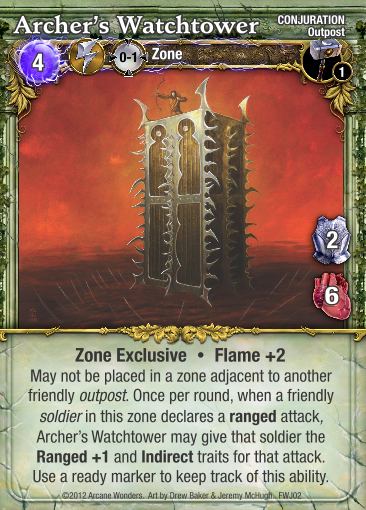 Archer's Watchtower
CONJURATION
Outpost
4
0-1
Zone
1
2
6
Zone Exclusive • Flame +2
May not be placed in a zone adjacent to another
friendly outpost. Once per round, when a friendly
soldier in this zone declares a ranged attack,
Archer's Watchtower may give that soldier the
Ranged +1 and Indirect traits for that attack.
Use a ready marker to keep track of this ability.
©2012 Arcane Wonders. Art by Drew Baker & Jeremy McHugh. FWJ02